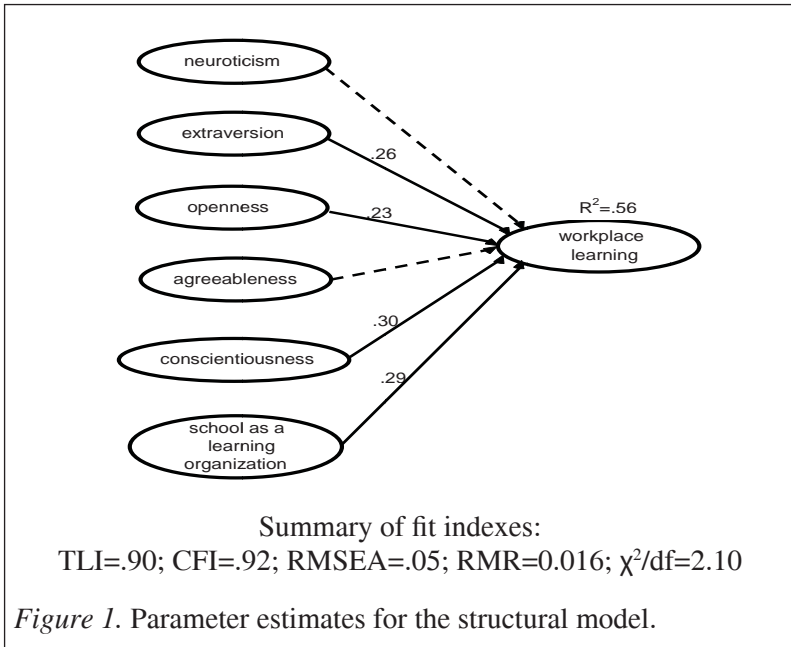 neuroticism
extraversion
.26
openness
.23
R²=.56
workplace
learning
agreeableness
.30
conscientiousness
.29
school as a
learning
organization
Summary of fit indexes:
TLI=.90; CFI=.92; RMSEA=.05; RMR=0.016; χ²/df=2.10
Figure 1. Parameter estimates for the structural model.